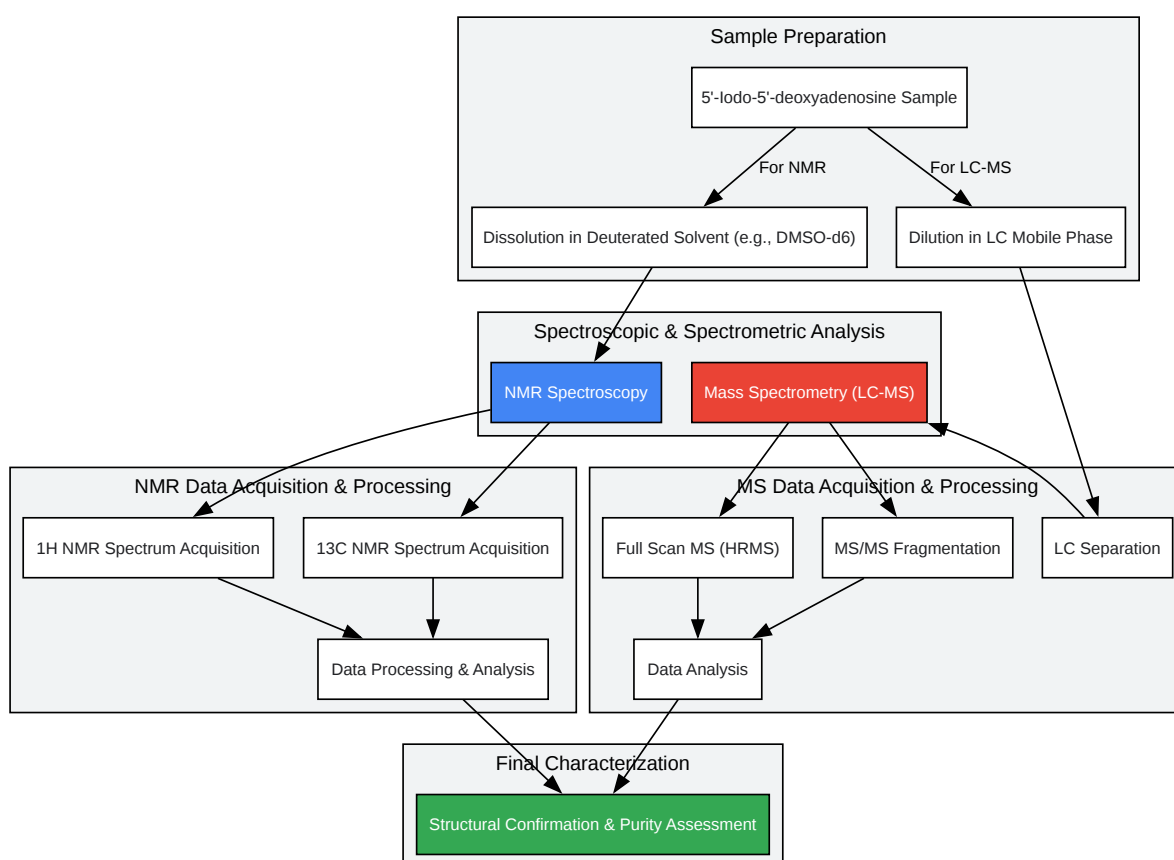 Sample Preparation
5'-Iodo-5'-deoxyadenosine Sample
For NMR
For LC-MS
Dissolution in Deuterated Solvent (e.g., DMSO-d6)
Dilution in LC Mobile Phase
Spectroscopic & Spectrometric Analysis
NMR Spectroscopy
Mass Spectrometry (LC-MS)
NMR Data Acquisition & Processing
MS Data Acquisition & Processing
1H NMR Spectrum Acquisition
13C NMR Spectrum Acquisition
Full Scan MS (HRMS)
MS/MS Fragmentation
LC Separation
Data Processing & Analysis
Data Analysis
Final Characterization
Structural Confirmation & Purity Assessment